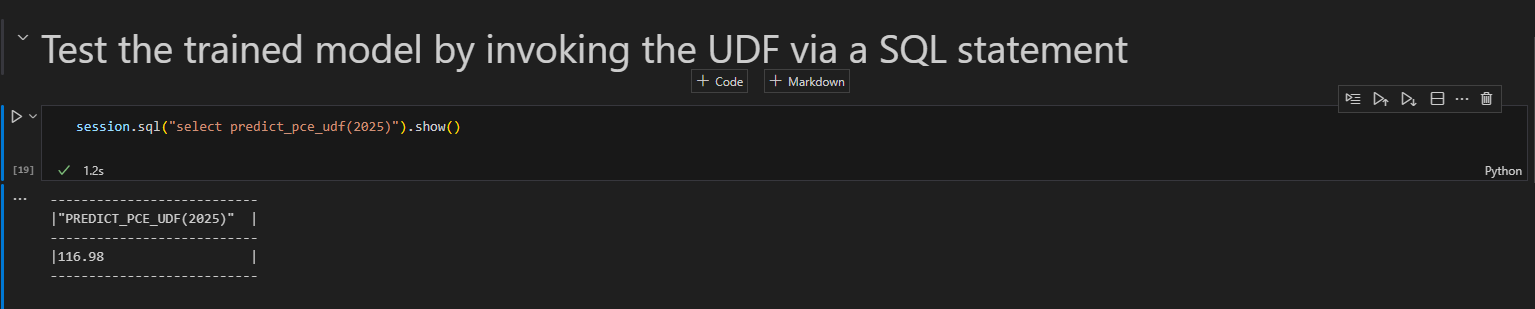 Test the trained model by invoking the UDF via a SQL statement
+ Code + Markdown
session.sql("select predict_pce_udf(2025)").show()
[19] ✓ 1.2s Python
...
---------------------------
|"PREDICT_PCE_UDF(2025)"  |
---------------------------
|116.98                   |
---------------------------